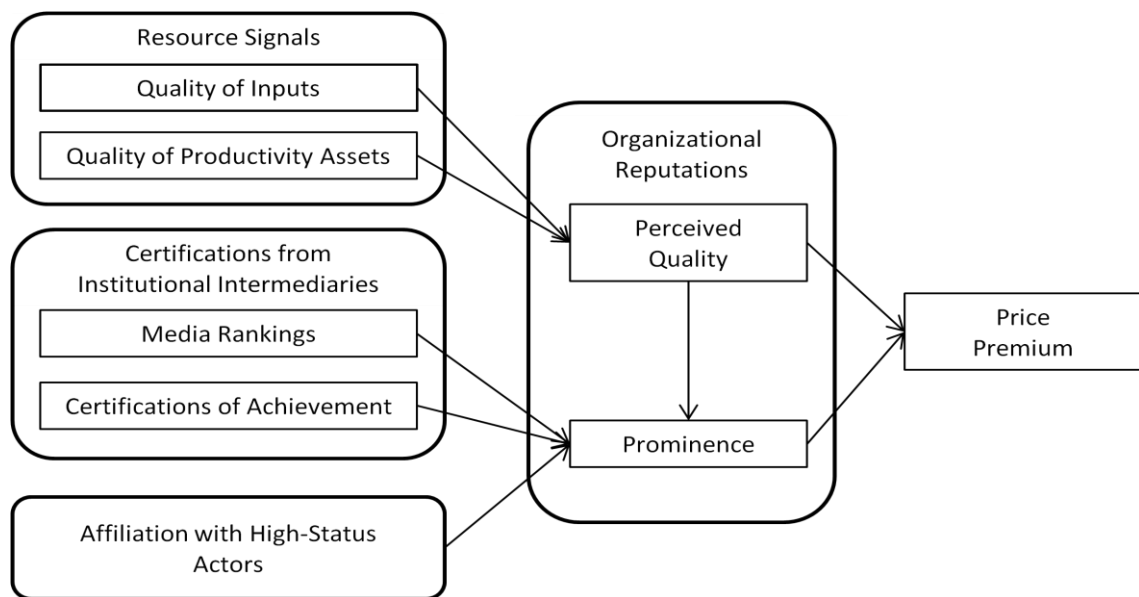 Resource Signals
Quality of Inputs
Quality of Productivity Assets
Certifications from
Institutional Intermediaries
Media Rankings
Certifications of Achievement
Affiliation with High-Status
Actors
Organizational
Reputations
Perceived
Quality
Prominence
Price
Premium